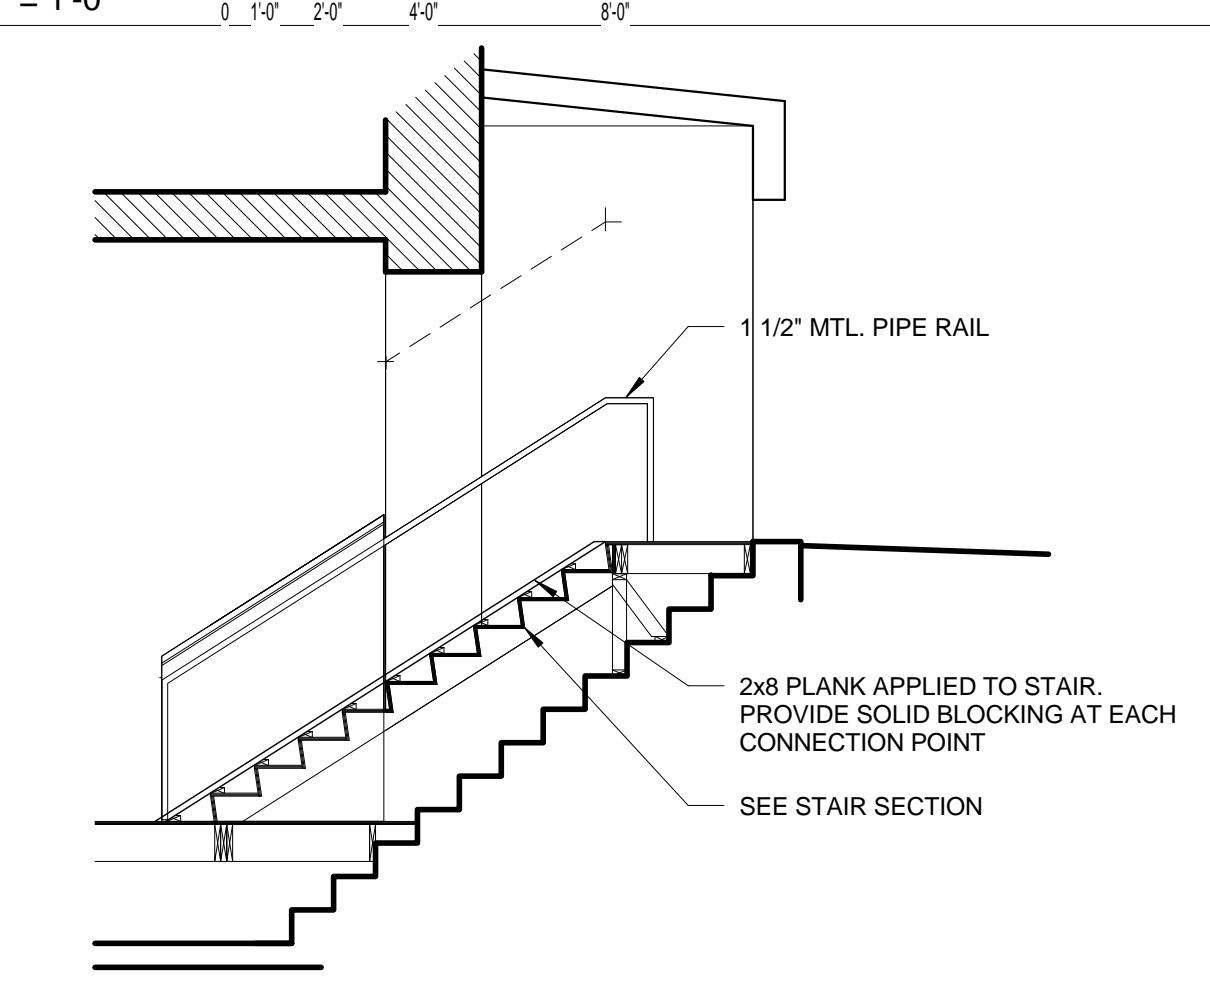 = 1'-0"
0 1'-0" 2'-0" 4'-0" 8'-0"
1 1/2" MTL. PIPE RAIL
2x8 PLANK APPLIED TO STAIR.
PROVIDE SOLID BLOCKING AT EACH
CONNECTION POINT
SEE STAIR SECTION